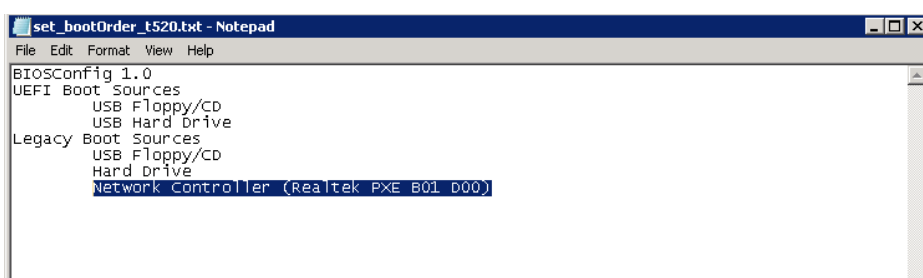 set_bootOrder_t520.txt - Notepad
File Edit Format View Help
BIOSConfig 1.0
UEFI Boot Sources
USB Floppy/CD
USB Hard Drive
Legacy Boot Sources
USB Floppy/CD
Hard Drive
Network Controller (Realtek PXE B01 D00)